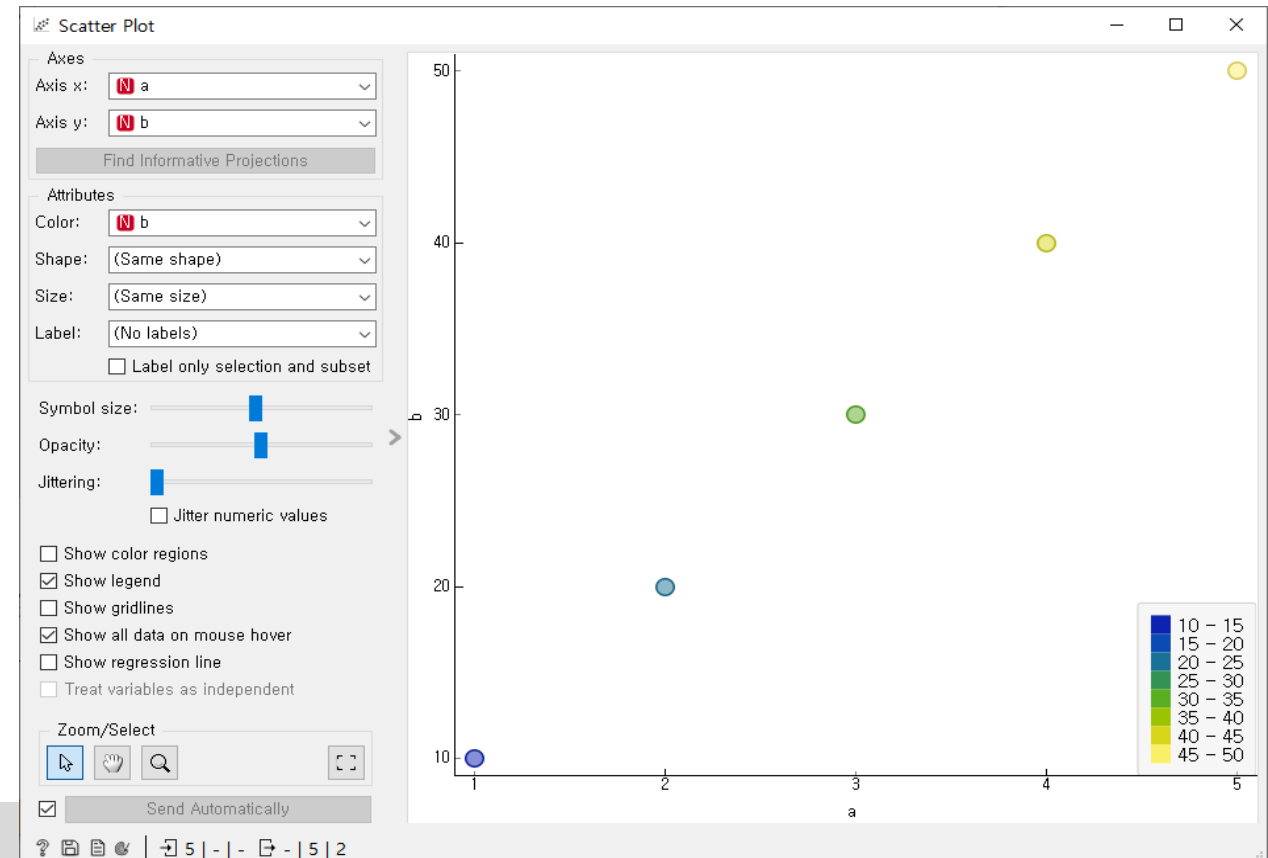 Scatter Plot
Axes
Axis x: N a
Axis y: N b
Find Informative Projections
Attributes
Color: N b
Shape: (Same shape)
Size: (Same size)
Label: (No labels)
Label only selection and subset
Symbol size:
Opacity:
Jittering:
Jitter numeric values
Show color regions
Show legend
Show gridlines
Show all data on mouse hover
Show regression line
Treat variables as independent
Zoom/Select
Send Automatically
? 5 | - | - - | 5 | 2
50
40
30
20
10
b
1 2 3 4 5
a
10 - 15
15 - 20
20 - 25
25 - 30
30 - 35
35 - 40
40 - 45
45 - 50